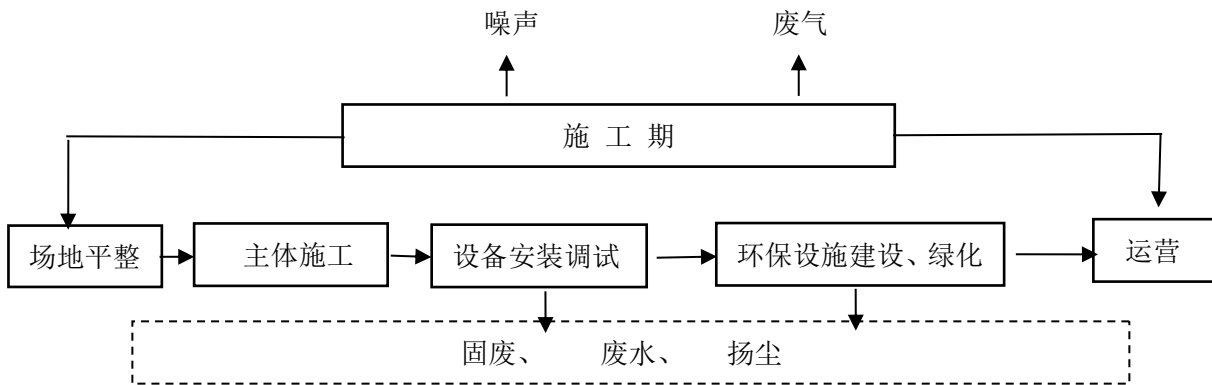 噪声 废气
施 工 期
场地平整 主体施工 设备安装调试 环保设施建设、绿化 运营
固废、 废水、 扬尘